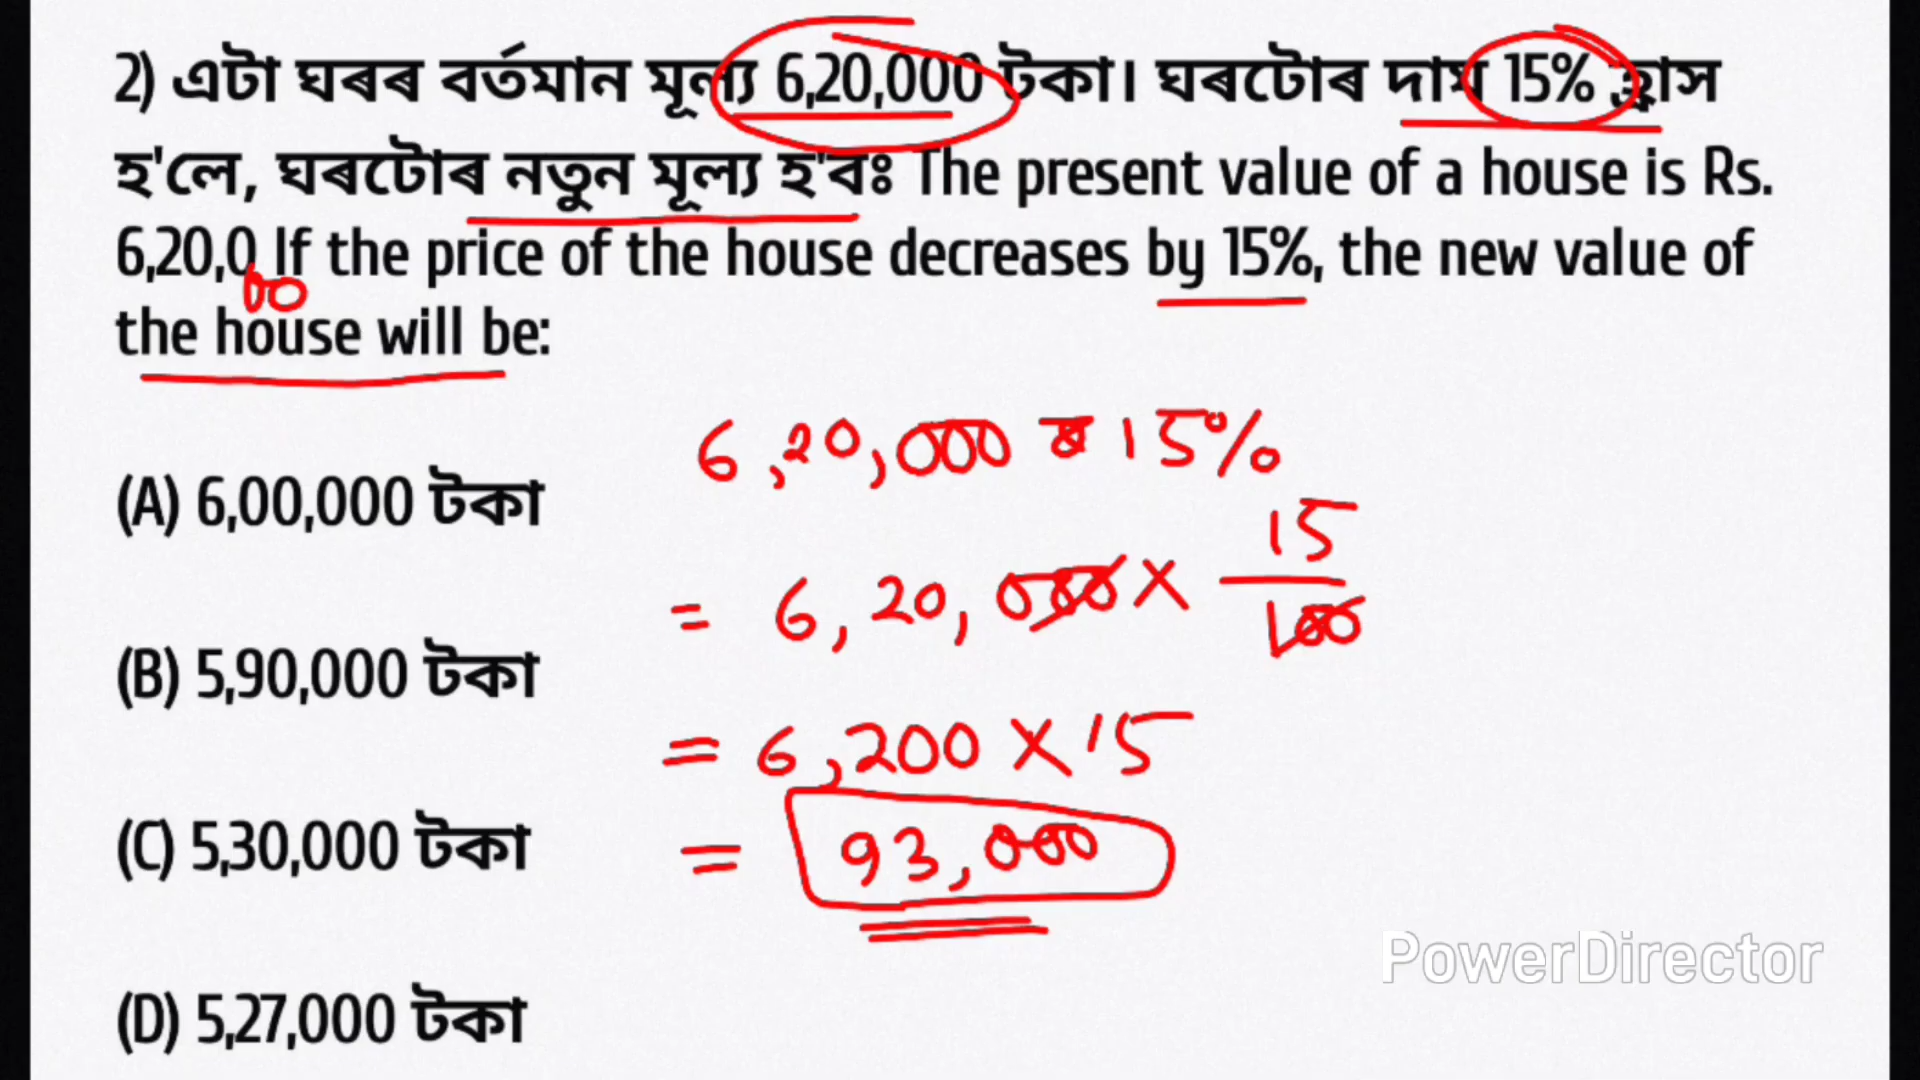 2) এটা ঘৰৰ বৰ্তমান মূল্য 6,20,000 টকা। ঘৰটোৰ দাম 15% হ্ৰাস
হ'লে, ঘৰটোৰ নতুন মূল্য হ'বঃ The present value of a house is Rs.
6,20,0 If the price of the house decreases by 15%, the new value of
00
the house will be:
6,20,000 x 15%
(A) 6,00,000 টকা
= 6,20,000 x 15/100
(B) 5,90,000 টকা
= 6,200 x 15
(C) 5,30,000 টকা
= 93,000
PowerDirector
(D) 5,27,000 টকা